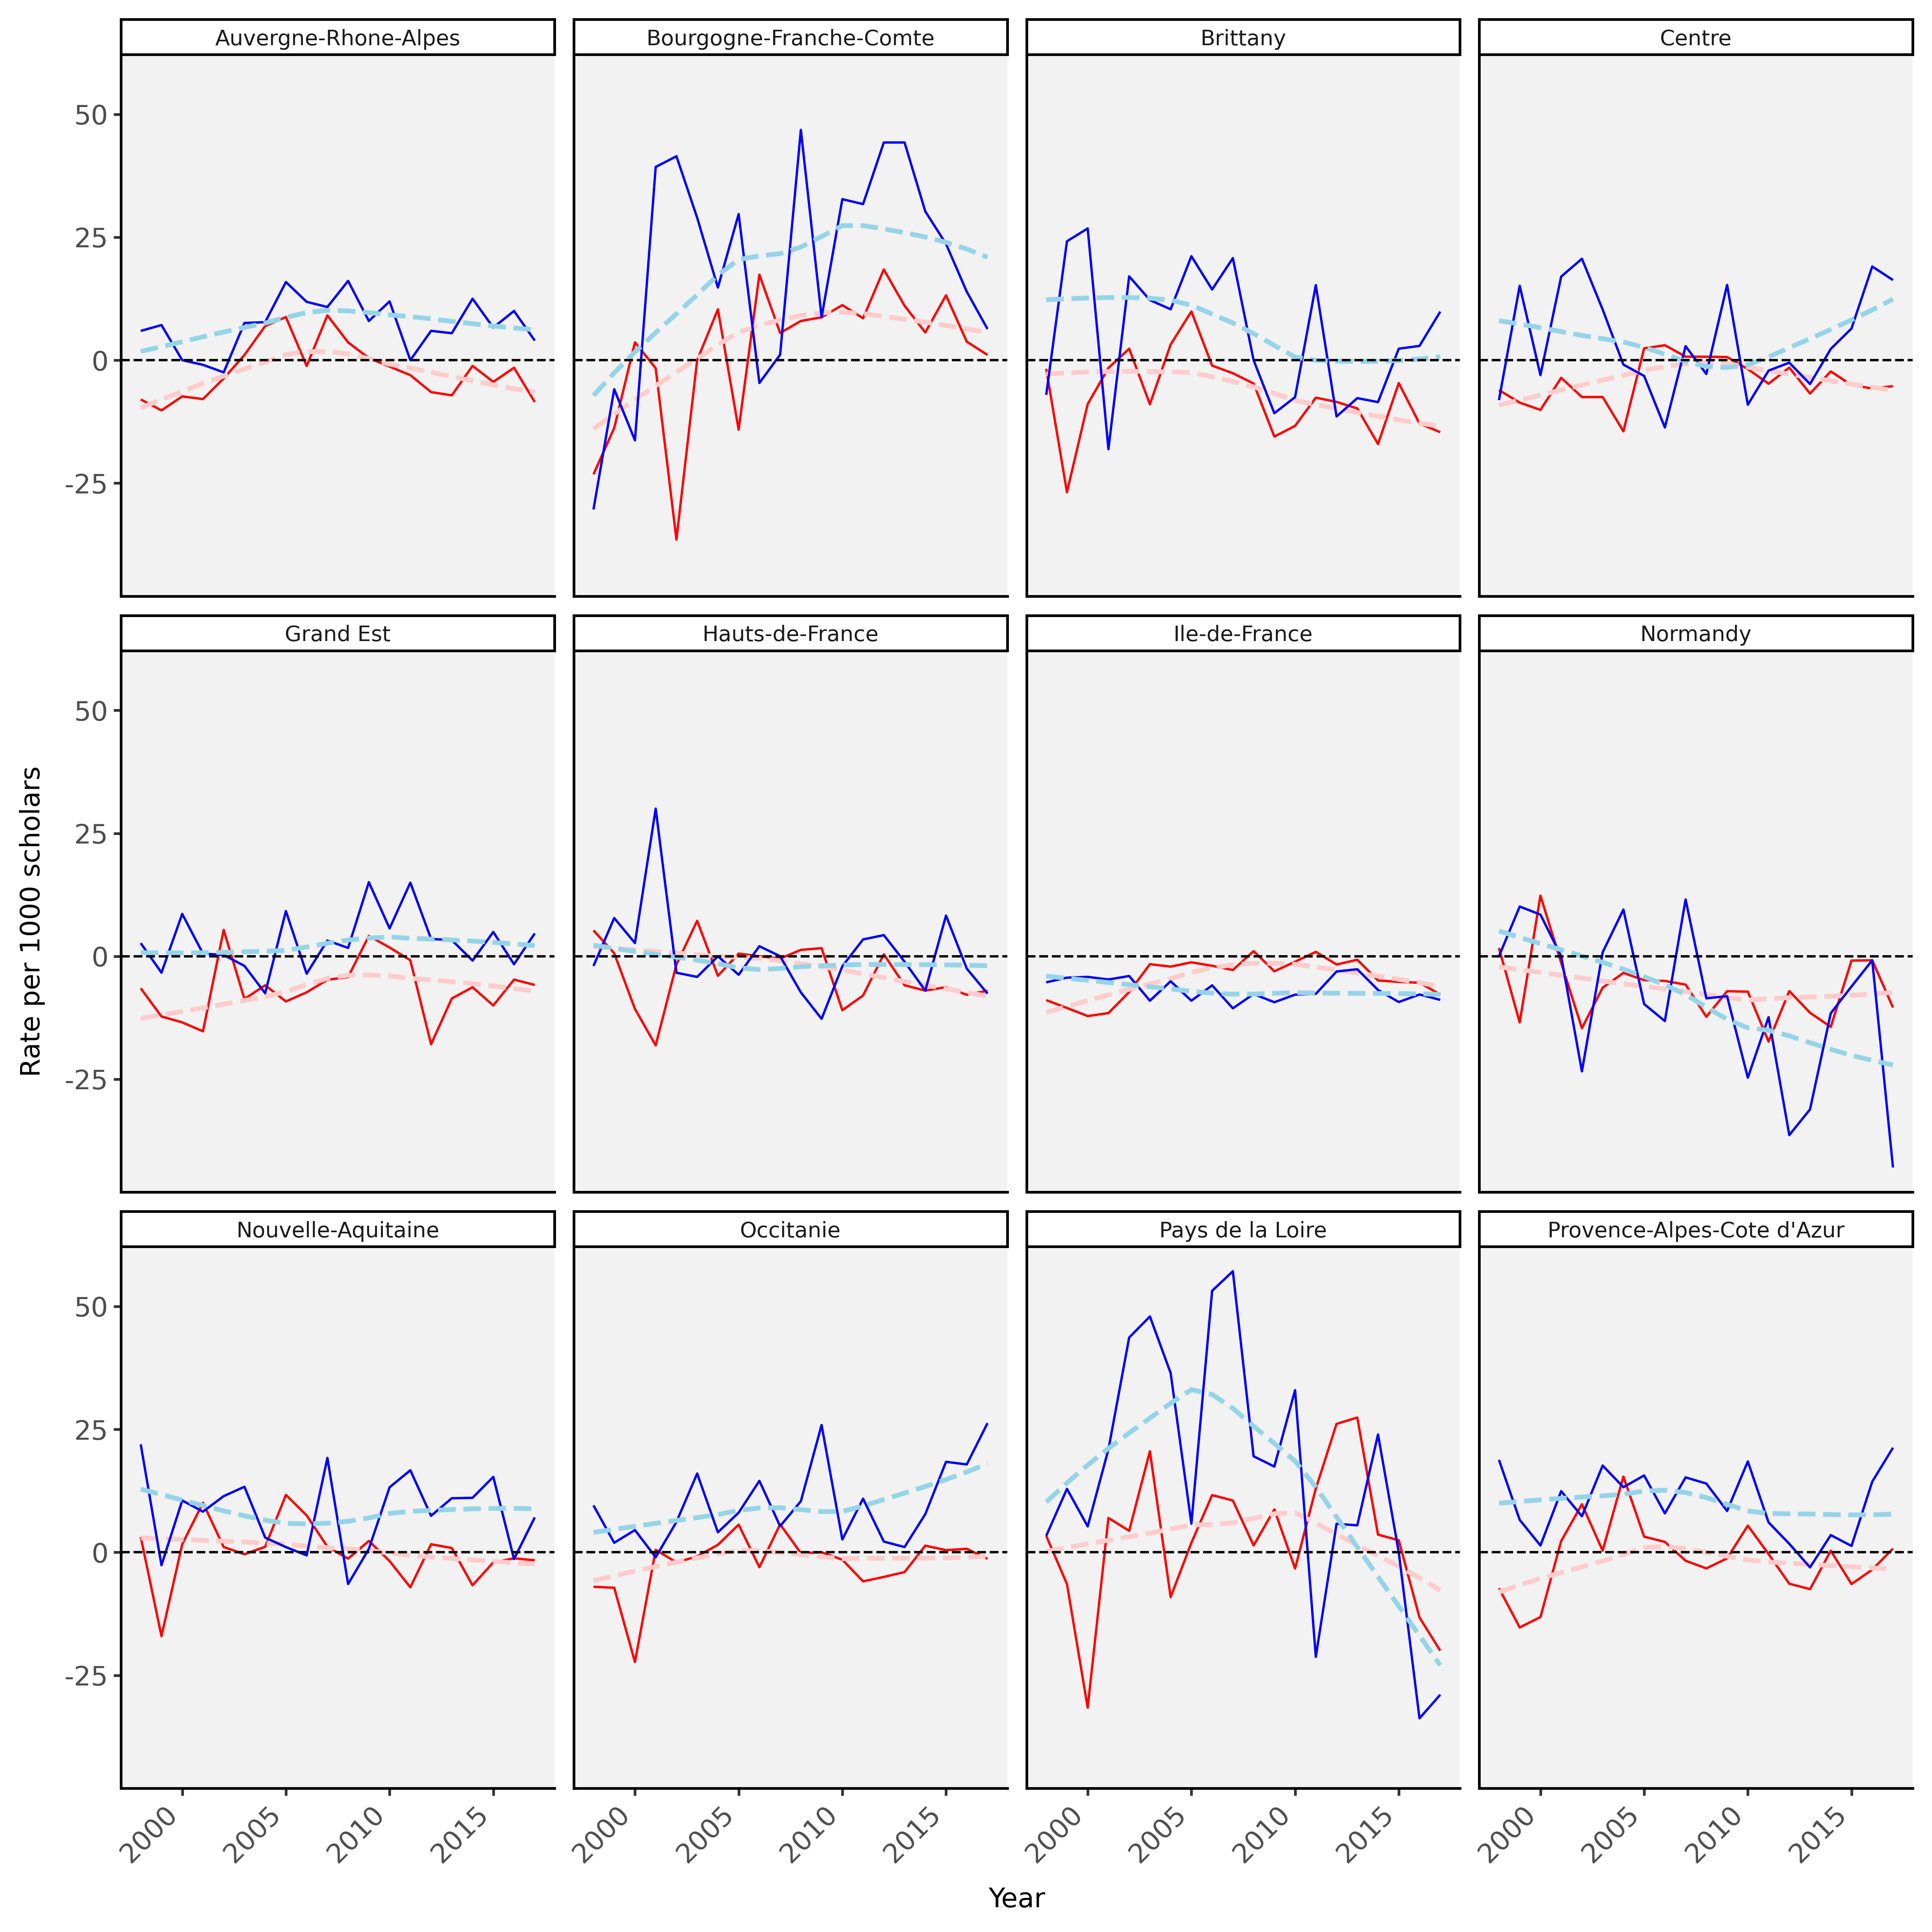 Auvergne-Rhone-Alpes
Bourgogne-Franche-Comte
Brittany
Centre
50
25
0
-25
Grand Est
Hauts-de-France
Ile-de-France
Normandy
50
25
0
-25
Rate per 1000 scholars
Nouvelle-Aquitaine
Occitanie
Pays de la Loire
Provence-Alpes-Cote d'Azur
50
25
0
-25
2000 2005 2010 2015
2000 2005 2010 2015
2000 2005 2010 2015
2000 2005 2010 2015
Year